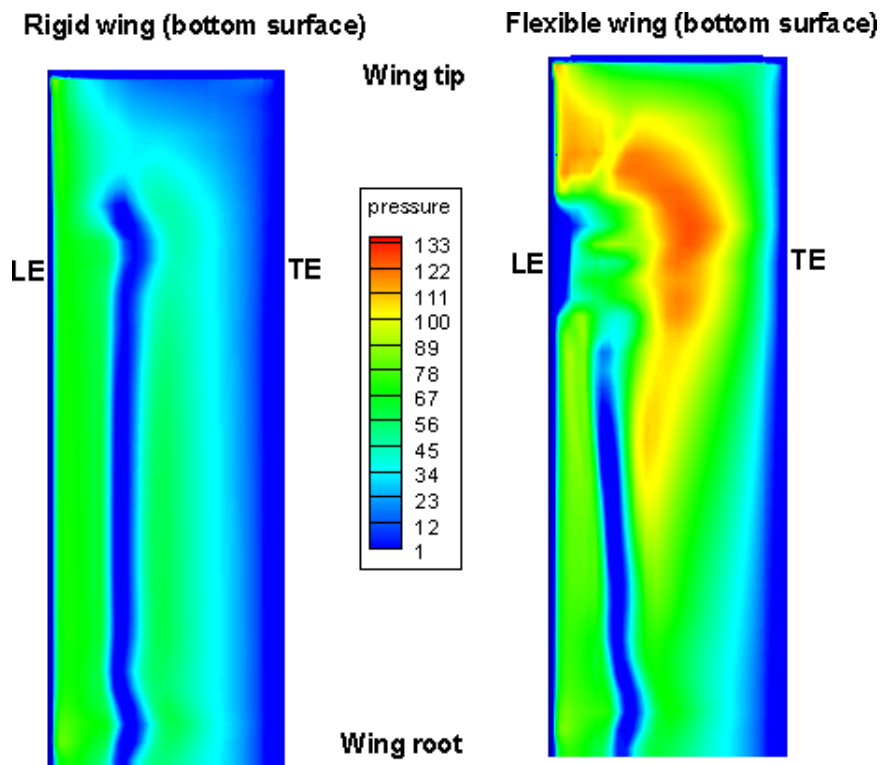 Rigid wing (bottom surface)
Flexible wing (bottom surface)
Wing tip
pressure
133
122
111
100
89
78
67
56
45
34
23
12
1
LE
TE
LE
TE
Wing root